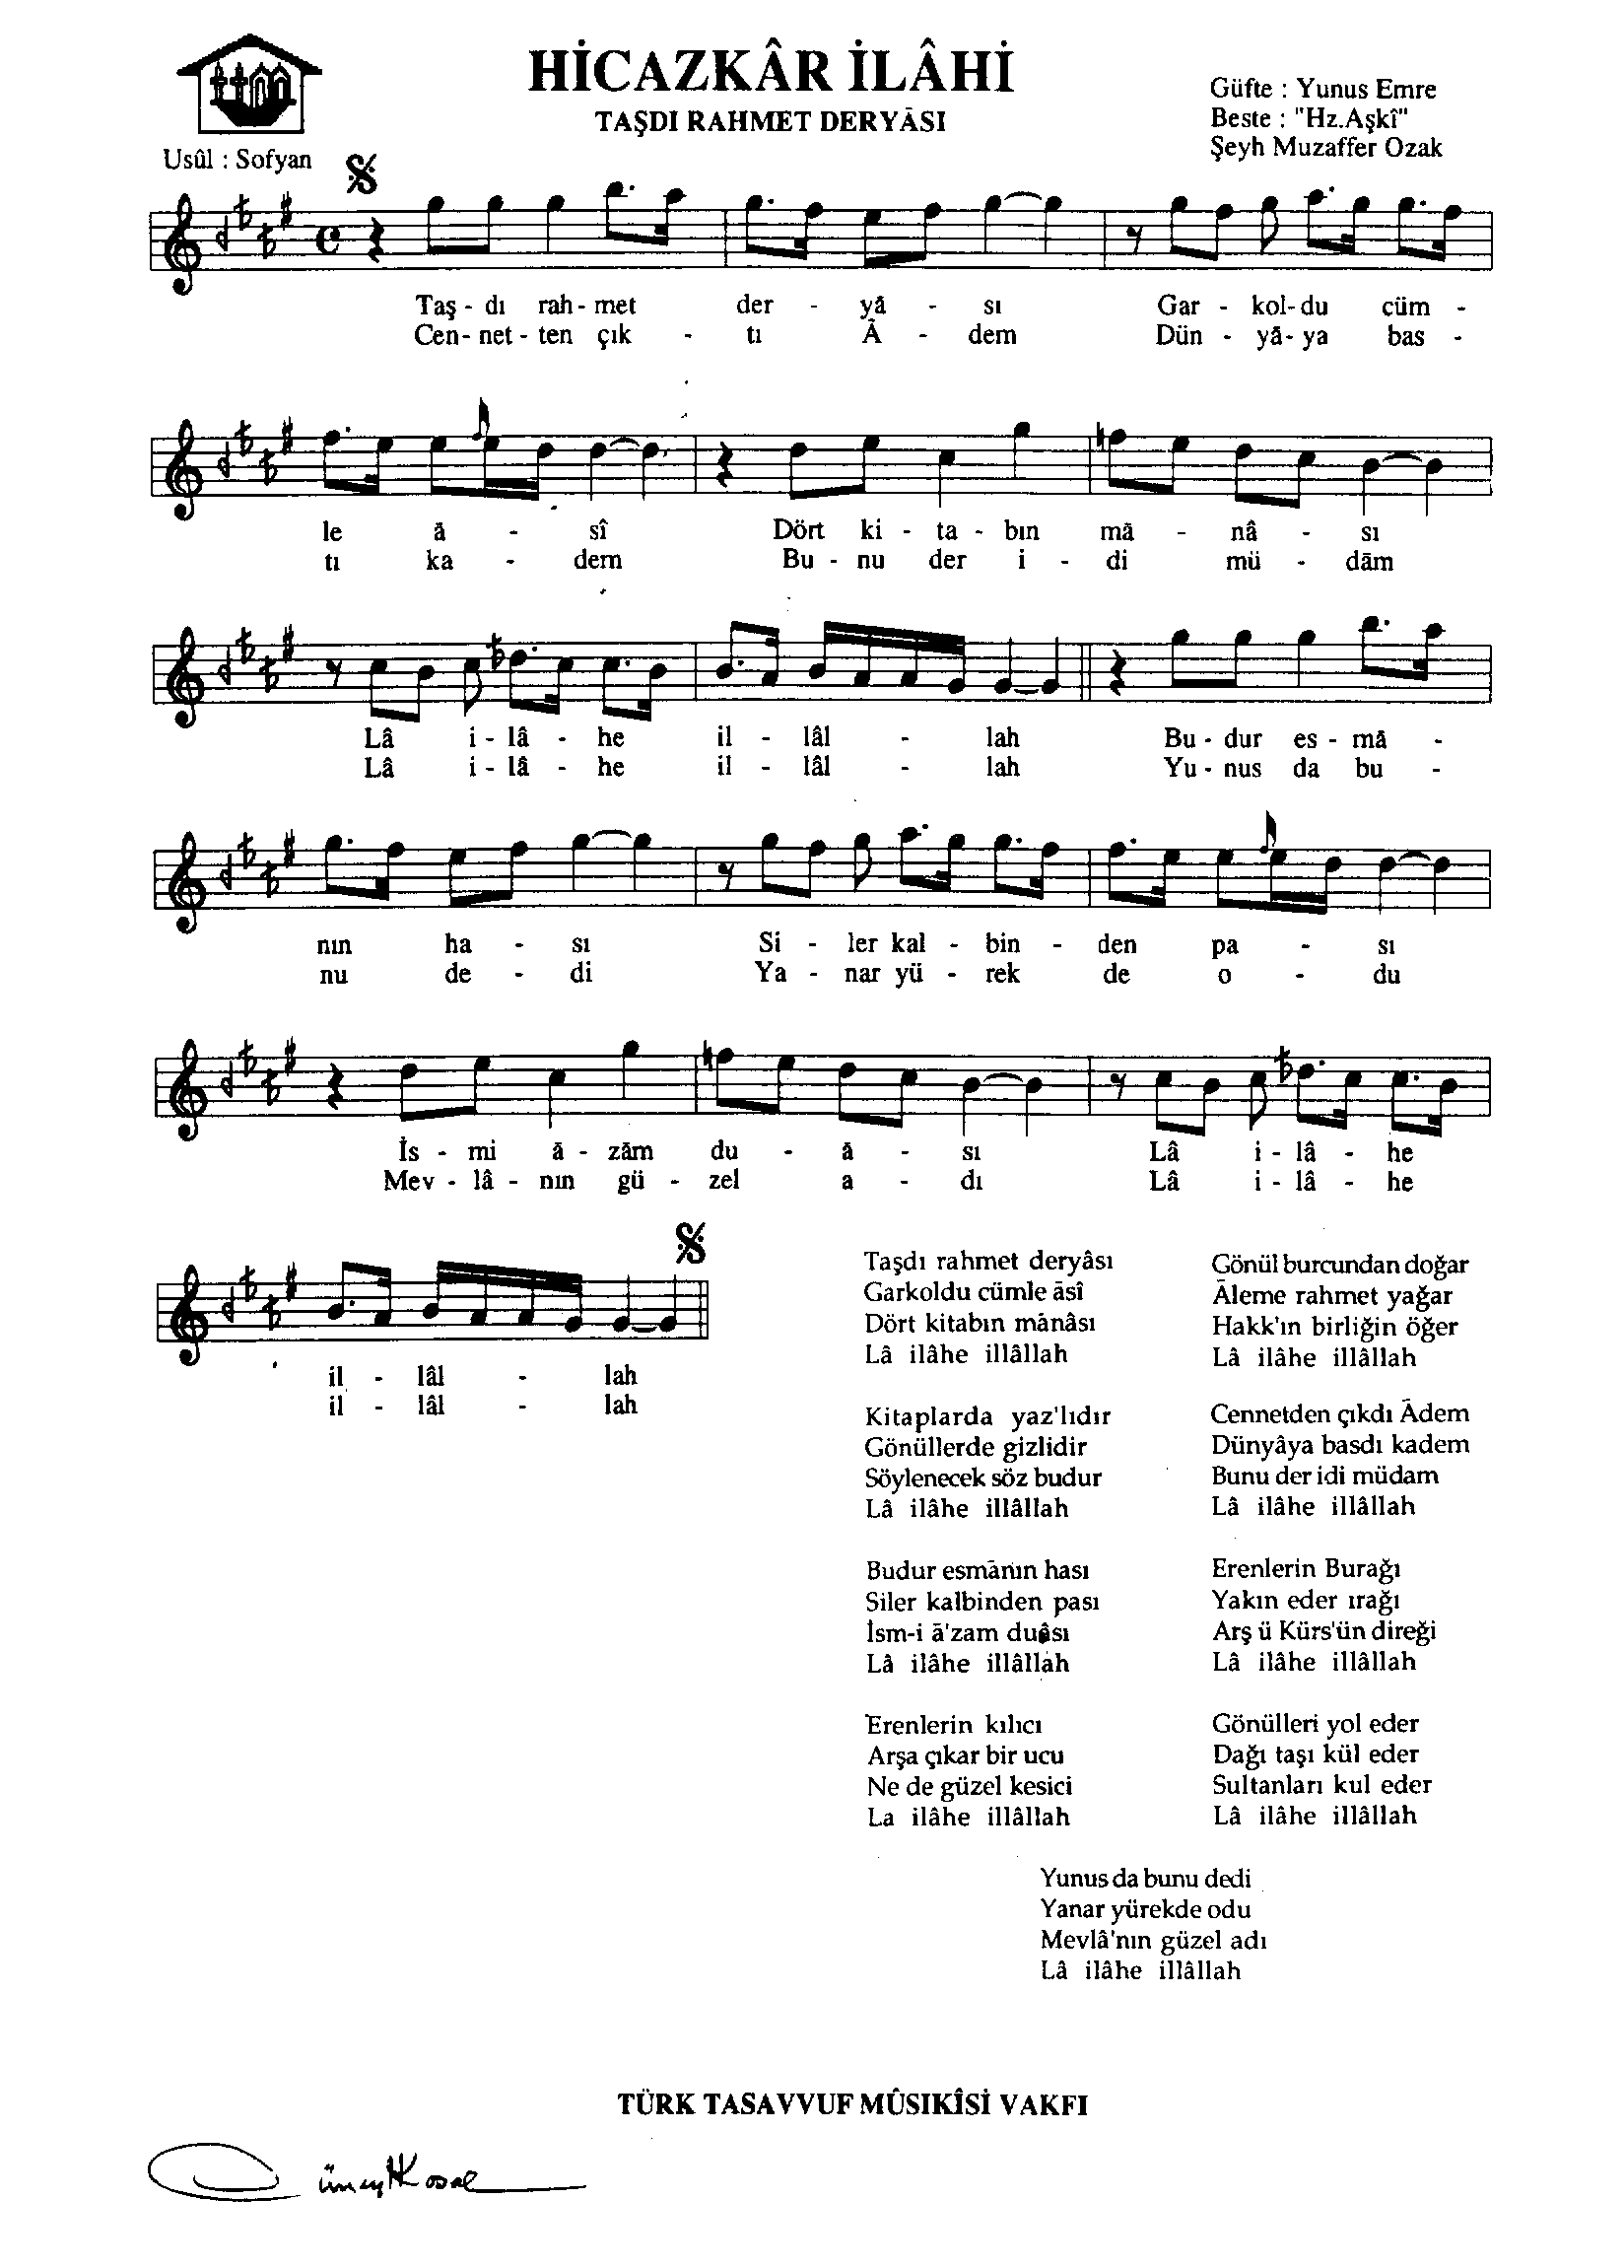 HİCAZKÂR İLÂHİ
TAŞDI RAHMET DERYĀSI
Güfte : Yunus Emre
Beste : "Hz.Aşkî"
Şeyh Muzaffer Ozak
Usûl : Sofyan
Taş - dı rah - met der - yā - sı Gar - kol - du cüm -
Cen - net - ten çık - tı Â - dem Dün - yā - ya bas -
le ā - sî Dört ki - ta - bın mā - nâ - sı
tı ka - dem Bu - nu der i - di mü - dām
Lâ i - lâ - he il - lâl - lah Bu - dur es - mā -
Lâ i - lâ - he il - lâl - lah Yu - nus da bu -
nın ha - sı Si - ler kal - bin - den pa - sı
nu de - di Ya - nar yü - rek de o - du
İs - mi ā - zām du - ā - sı Lâ i - lâ - he
Mev - lâ - nın gü - zel a - dı Lâ i - lâ - he
il - lâl - lah
il - lâl - lah
Taşdı rahmet deryâsı
Garkoldu cümle āsî
Dört kitabın mānâsı
Lâ ilâhe illâllah
Kitaplarda yaz'lıdır
Gönüllerde gizlidir
Söylenecek söz budur
Lâ ilâhe illâllah
Budur esmānın hası
Siler kalbinden pası
İsm-i ā'zam duâsı
Lâ ilâhe illâllah
Erenlerin kılıcı
Arşa çıkar bir ucu
Ne de güzel kesici
La ilâhe illâllah
Gönül burcundan doğar
Āleme rahmet yağar
Hakk'ın birliğin öğer
Lâ ilâhe illâllah
Cennetden çıkdı Ādem
Dünyâya basdı kadem
Bunu der idi müdam
Lâ ilâhe illâllah
Erenlerin Burağı
Yakın eder ırağı
Arş ü Kürs'ün direği
Lâ ilâhe illâllah
Gönülleri yol eder
Dağı taşı kül eder
Sultanları kul eder
Lâ ilâhe illâllah
Yunus da bunu dedi
Yanar yürekde odu
Mevlâ'nın güzel adı
Lâ ilâhe illâllah
TÜRK TASAVVUF MÛSIKÎSİ VAKFI